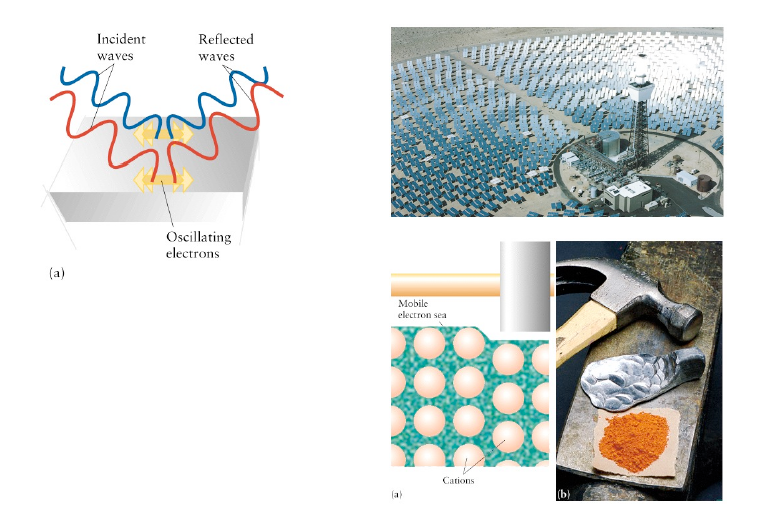 Incident
waves
Reflected
waves
Oscillating
electrons
(a)
Mobile
electron sea
Cations
(a)
(b)